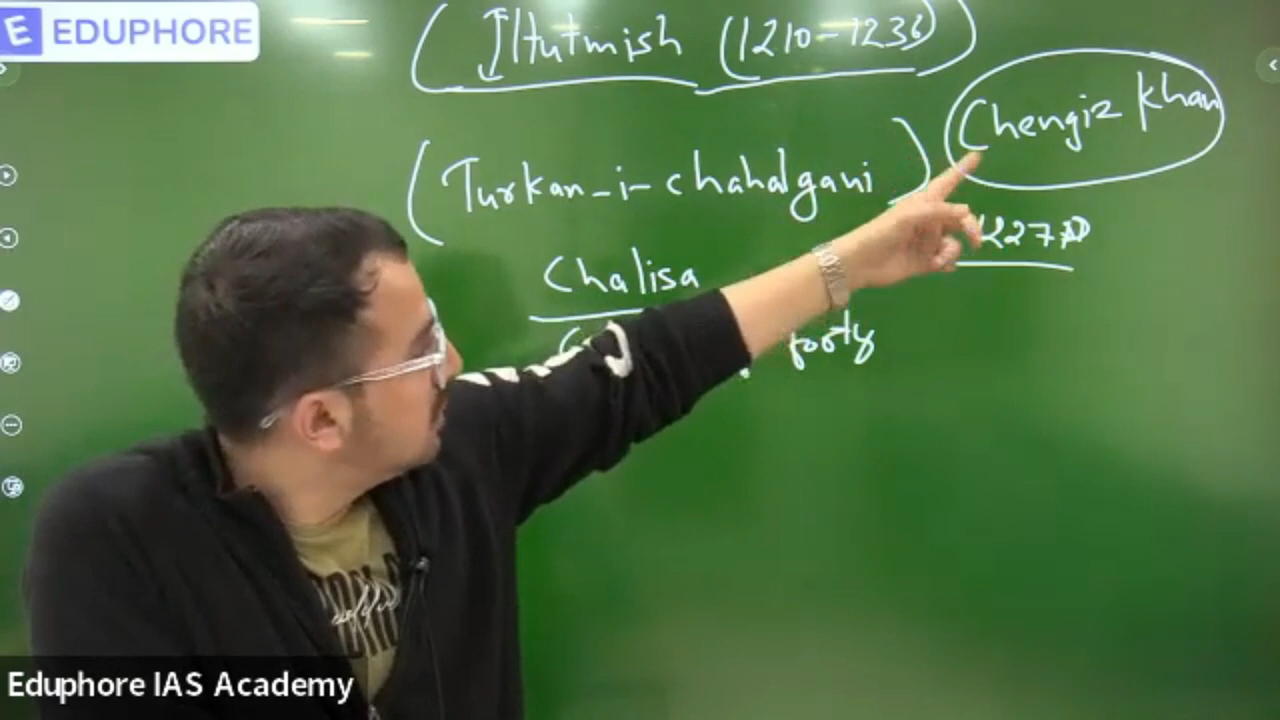 EDUPHORE
Iltutmish (1210-1236)
Chengiz Khan
(Turkan-i-chahalgani)
Chalisa
forty
Eduphore IAS Academy